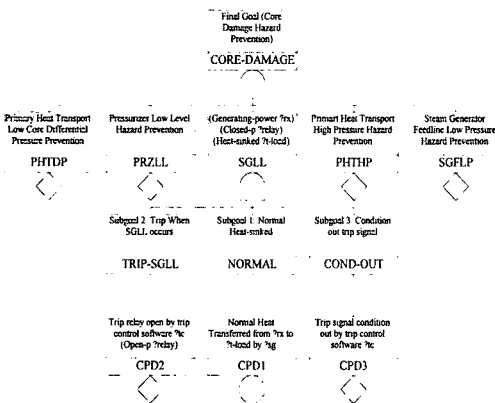 Final Goal (Core
Damage Hazard
Prevention)
CORE-DAMAGE
Primary Heat Transport
Low Core Differential
Pressure Prevention
PHTDP
Pressurizer Low Level
Hazard Prevention
PRZLL
(Generating-power ?rx)
(Closed-p ?relay)
(Heat-sinked ?t-load)
SGLL
Primary Heat Transport
High Pressure Hazard
Prevention
PHTHP
Steam Generator
Feedline Low Pressure
Hazard Prevention
SGFLP
Subgoal 2: Trip When
SGLL occurs
TRIP-SGLL
Subgoal 1: Normal
Heat-sinked
NORMAL
Subgoal 3: Condition
out trip signal
COND-OUT
Trip relay open by trip
control software ?tc
(Open-p ?relay)
CPD2
Normal Heat
Transferred from ?rx to
?t-load by ?sg
CPD1
Trip signal condition
out by trip control
software ?tc
CPD3